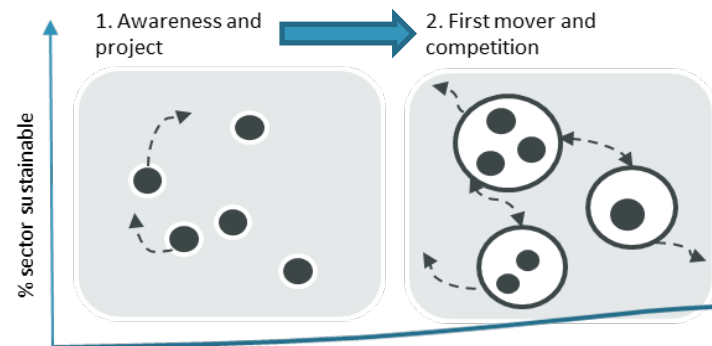 1. Awareness and
project
2. First mover and
competition
% sector sustainable